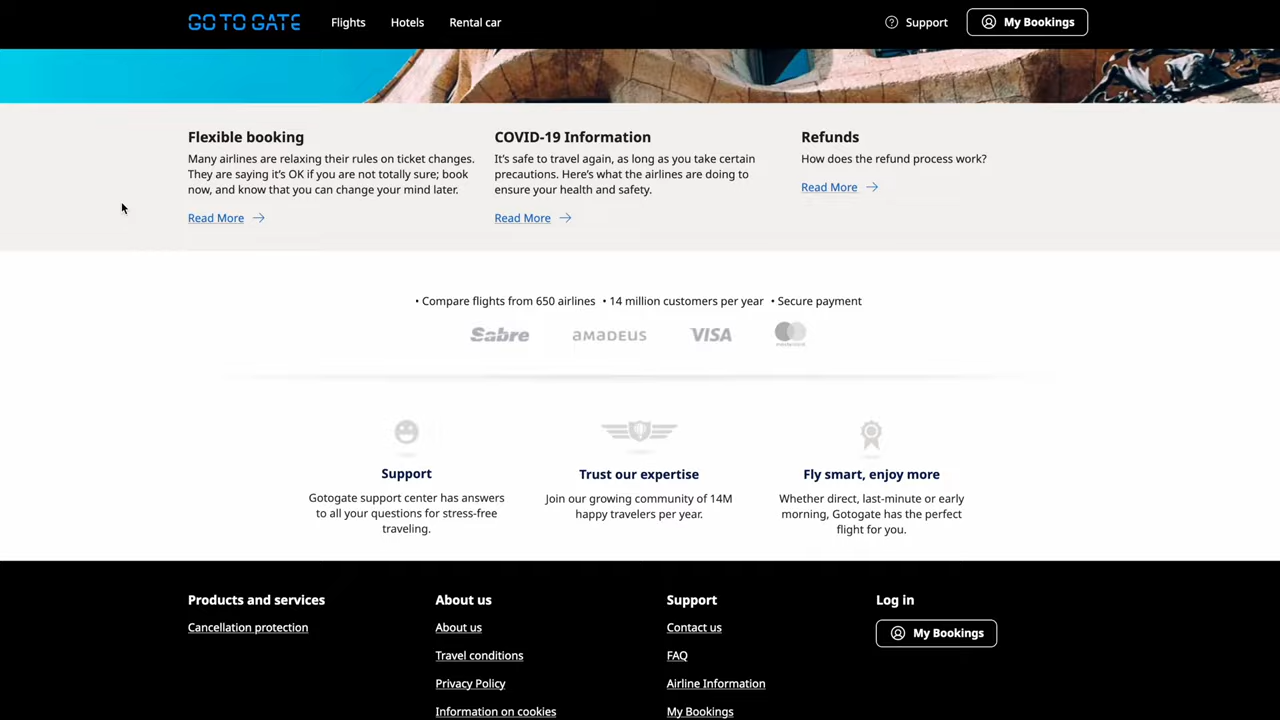 GO TO GATE Flights Hotels Rental car Support My Bookings
Flexible booking
Many airlines are relaxing their rules on ticket changes.
They are saying it's OK if you are not totally sure; book
now, and know that you can change your mind later.
Read More
COVID-19 Information
It's safe to travel again, as long as you take certain
precautions. Here's what the airlines are doing to
ensure your health and safety.
Read More
Refunds
How does the refund process work?
Read More
• Compare flights from 650 airlines • 14 million customers per year • Secure payment
Sabre amadeus VISA mastercard
Support
Gotogate support center has answers
to all your questions for stress-free
traveling.
Trust our expertise
Join our growing community of 14M
happy travelers per year.
Fly smart, enjoy more
Whether direct, last-minute or early
morning, Gotogate has the perfect
flight for you.
Products and services
Cancellation protection
About us
About us
Travel conditions
Privacy Policy
Information on cookies
Support
Contact us
FAQ
Airline Information
My Bookings
Log in
My Bookings